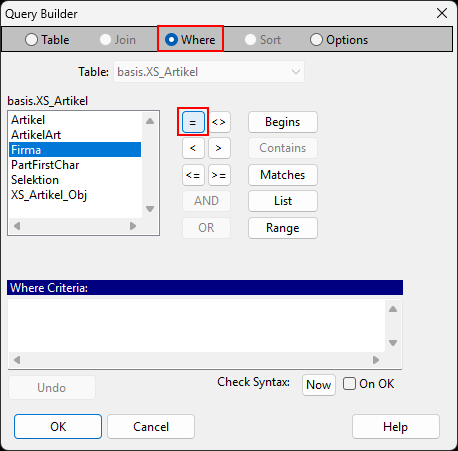 Query Builder
Table Join Where Sort Options
Table: basis.XS_Artikel
basis.XS_Artikel
Artikel
ArtikelArt
Firma
PartFirstChar
Selektion
XS_Artikel_Obj
= <> Begins
< > Contains
<= >= Matches
AND List
OR Range
Where Criteria:
Undo Check Syntax: Now On OK
OK Cancel Help